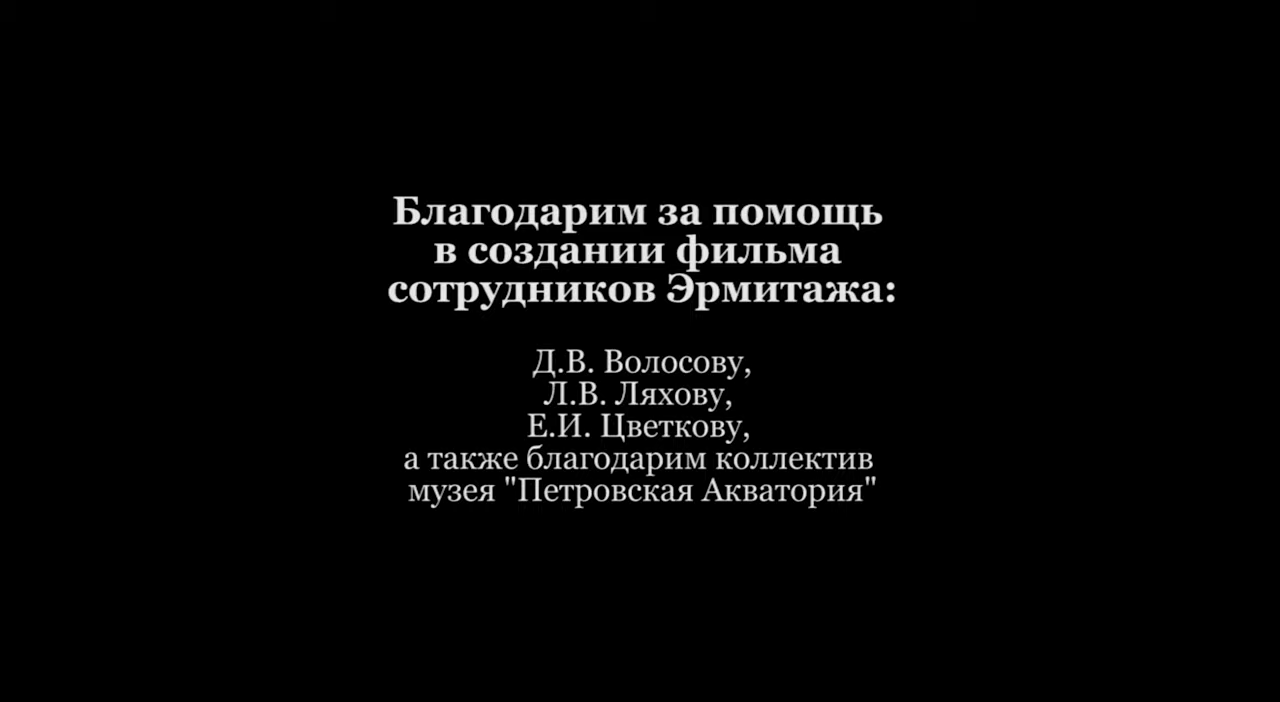 Благодарим за помощь
в создании фильма
сотрудников Эрмитажа:
Д.В. Волосову,
Л.В. Ляхову,
Е.И. Цветкову,
а также благодарим коллектив
музея "Петровская Акватория"